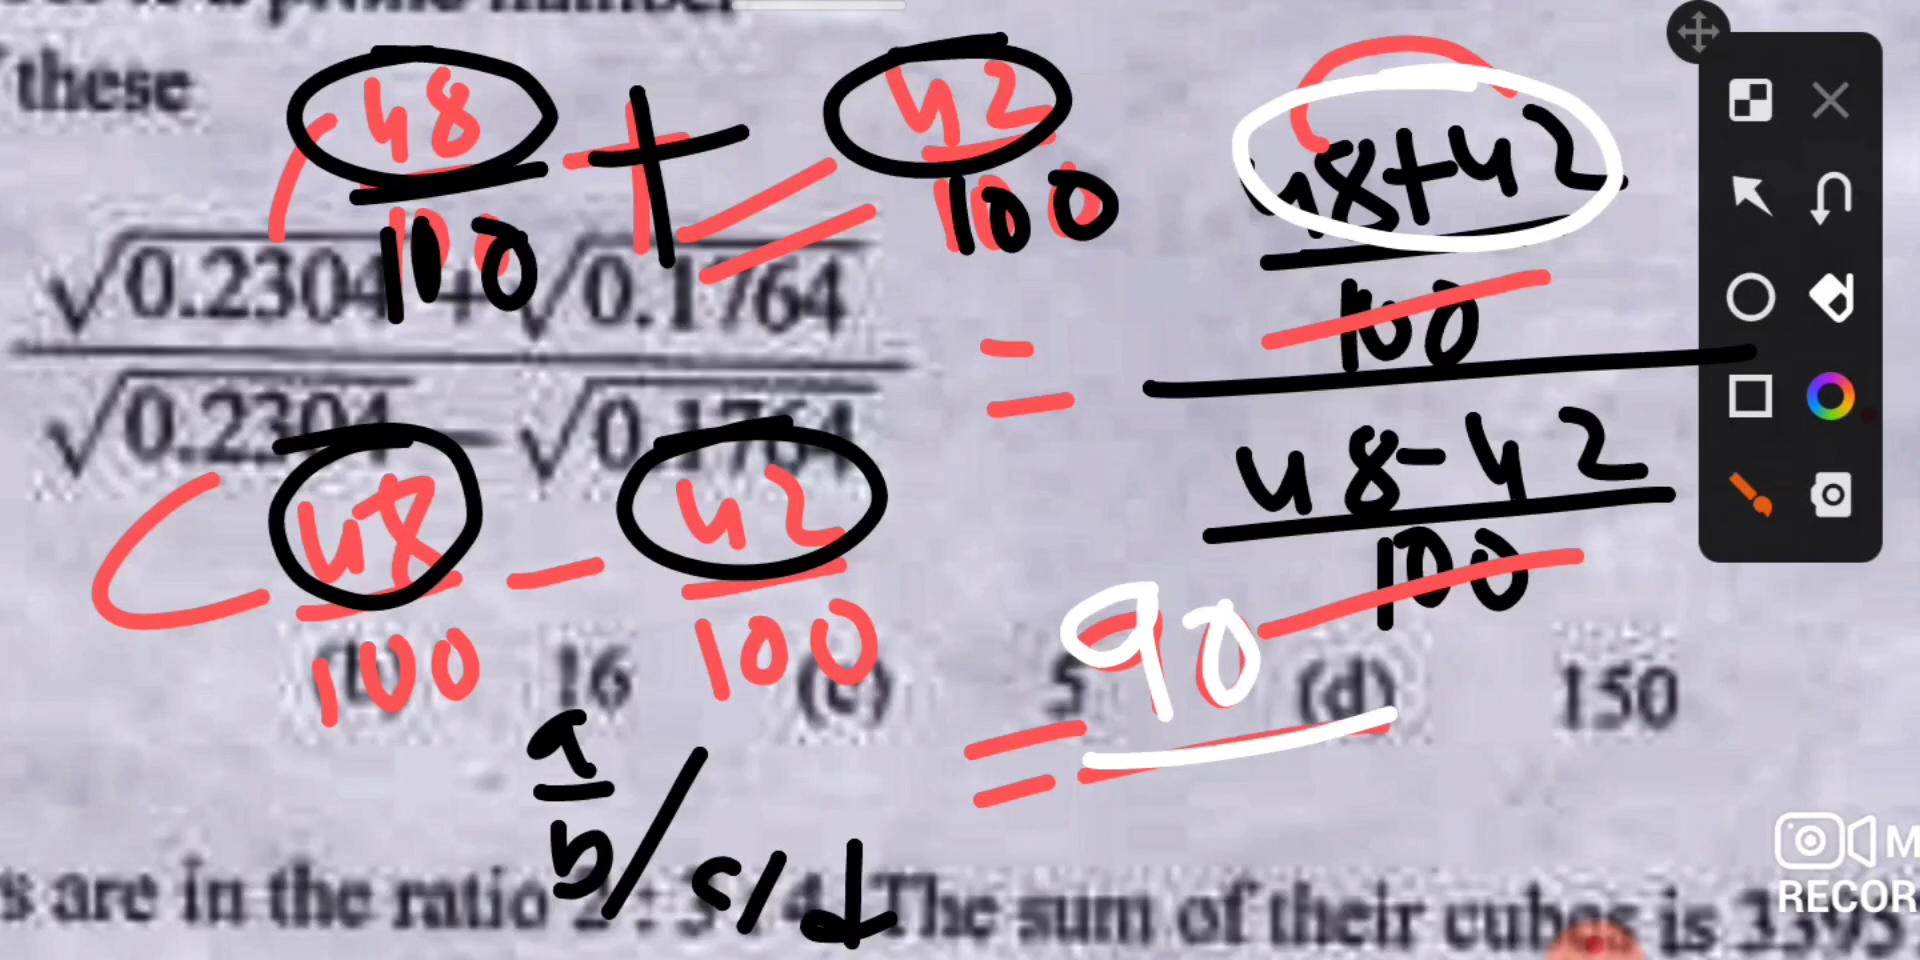 these
48/100 + 42/100
√0.2304 + √0.1764
√0.2304 − √0.1764
= 48+42/100
48-42/100
48/100 − 42/100
= 90
(b) 16 (c) 5 (d) 150
a/b / c/
s are in the ratio 2 : 3 : 4. The sum of their cubes is 33957
RECOR